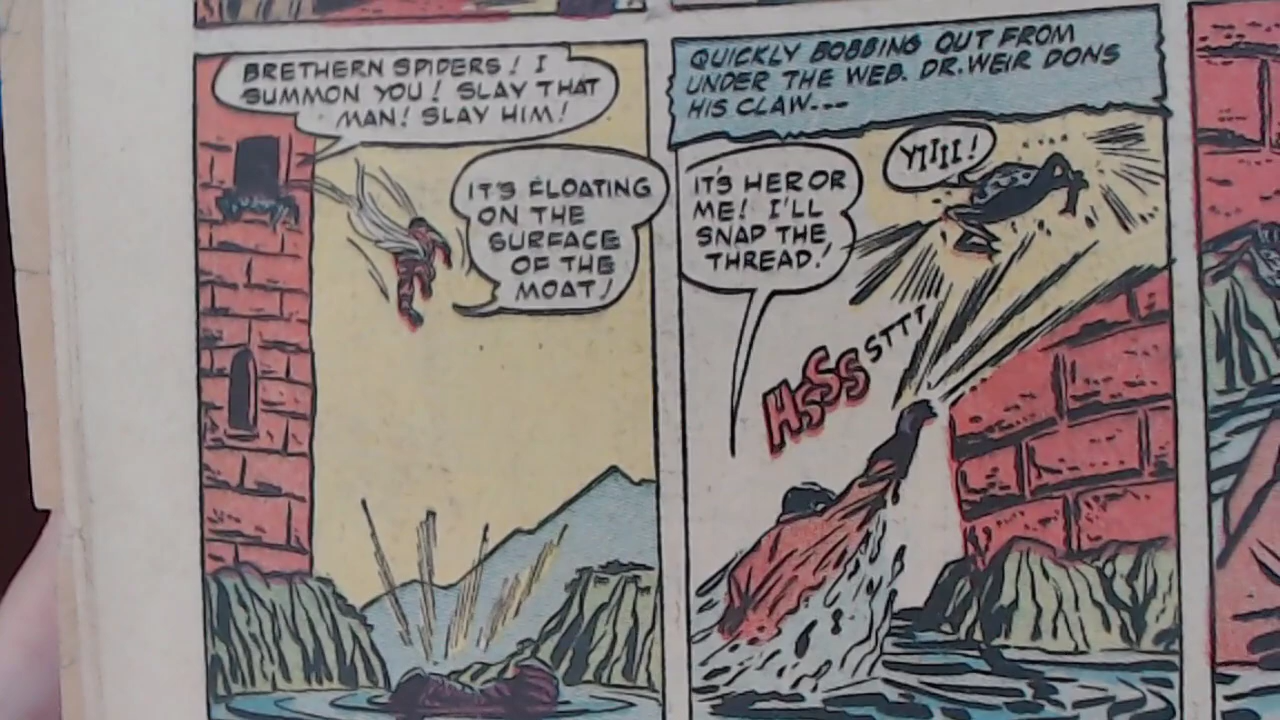 BRETHERN SPIDERS! I
SUMMON YOU! SLAY THAT
MAN! SLAY HIM!
IT'S FLOATING
ON THE
SURFACE
OF THE
MOAT!
QUICKLY BOBBING OUT FROM
UNDER THE WEB. DR. WEIR DONS
HIS CLAW---
IT'S HER OR
ME! I'LL
SNAP THE
THREAD!
YIIII!
HSSSSTTT